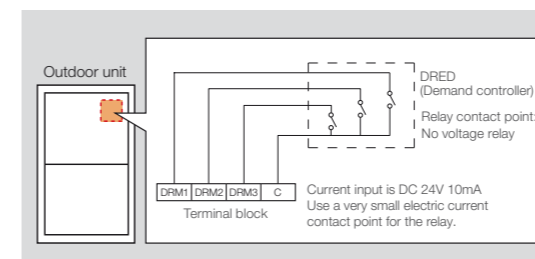 Outdoor unit
DRED
(Demand controller)
Relay contact point:
No voltage relay
DRM1 DRM2 DRM3 C
Terminal block
Current input is DC 24V 10mA
Use a very small electric current
contact point for the relay.